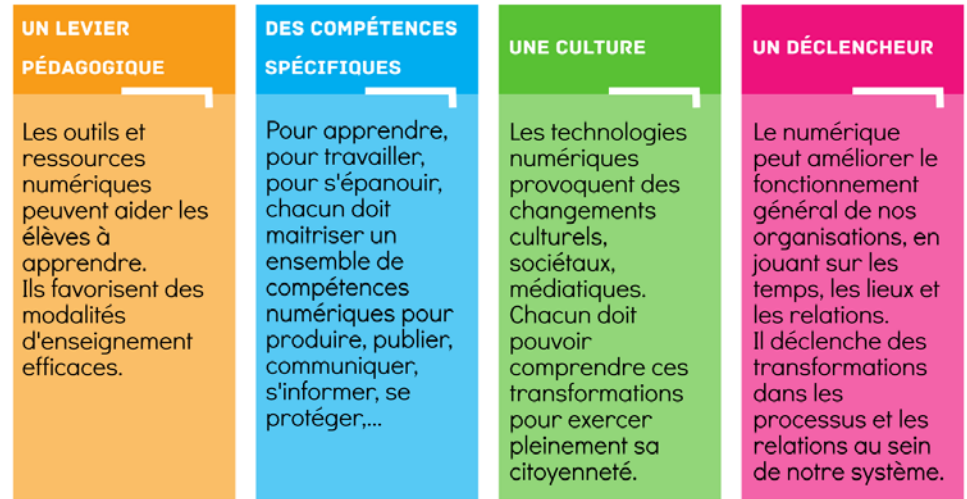 UN LEVIER
PÉDAGOGIQUE
Les outils et
ressources
numériques
peuvent aider les
élèves à
apprendre.
Ils favorisent des
modalités
d'enseignement
efficaces.
DES COMPÉTENCES
SPÉCIFIQUES
Pour apprendre,
pour travailler,
pour s'épanouir,
chacun doit
maitriser un
ensemble de
compétences
numériques pour
produire, publier,
communiquer,
s'informer, se
protéger,...
UNE CULTURE
Les technologies
numériques
provoquent des
changements
culturels,
sociétaux,
médiatiques.
Chacun doit
pouvoir
comprendre ces
transformations
pour exercer
pleinement sa
citoyenneté.
UN DÉCLENCHEUR
Le numérique
peut améliorer le
fonctionnement
général de nos
organisations, en
jouant sur les
temps, les lieux et
les relations.
Il déclenche des
transformations
dans les
processus et les
relations au sein
de notre système.